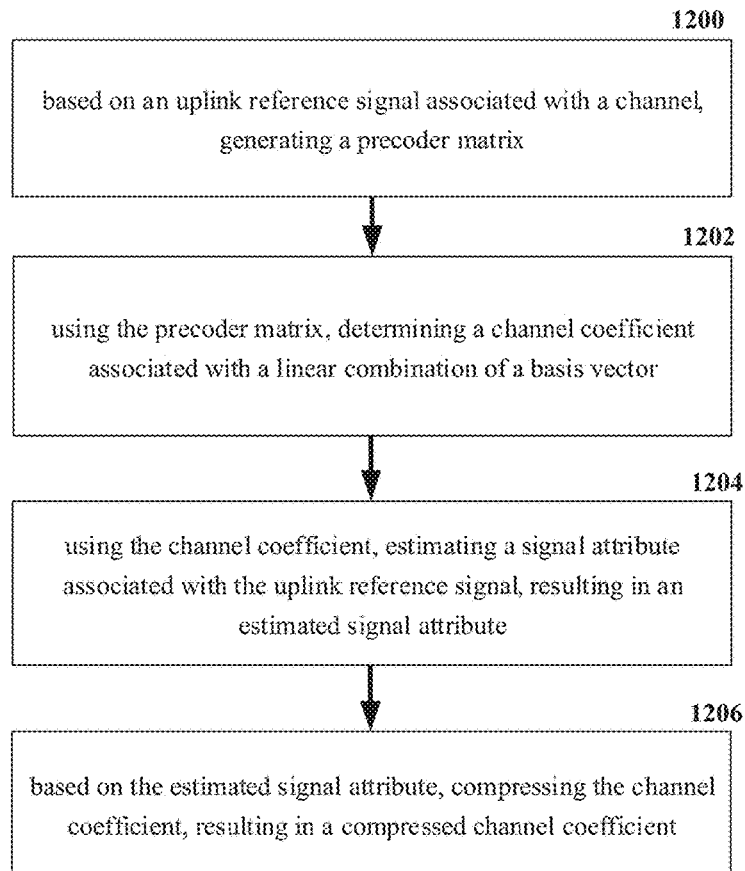 1200
based on an uplink reference signal associated with a channel,
generating a precoder matrix
1202
using the precoder matrix, determining a channel coefficient
associated with a linear combination of a basis vector
1204
using the channel coefficient, estimating a signal attribute
associated with the uplink reference signal, resulting in an
estimated signal attribute
1206
based on the estimated signal attribute, compressing the channel
coefficient, resulting in a compressed channel coefficient